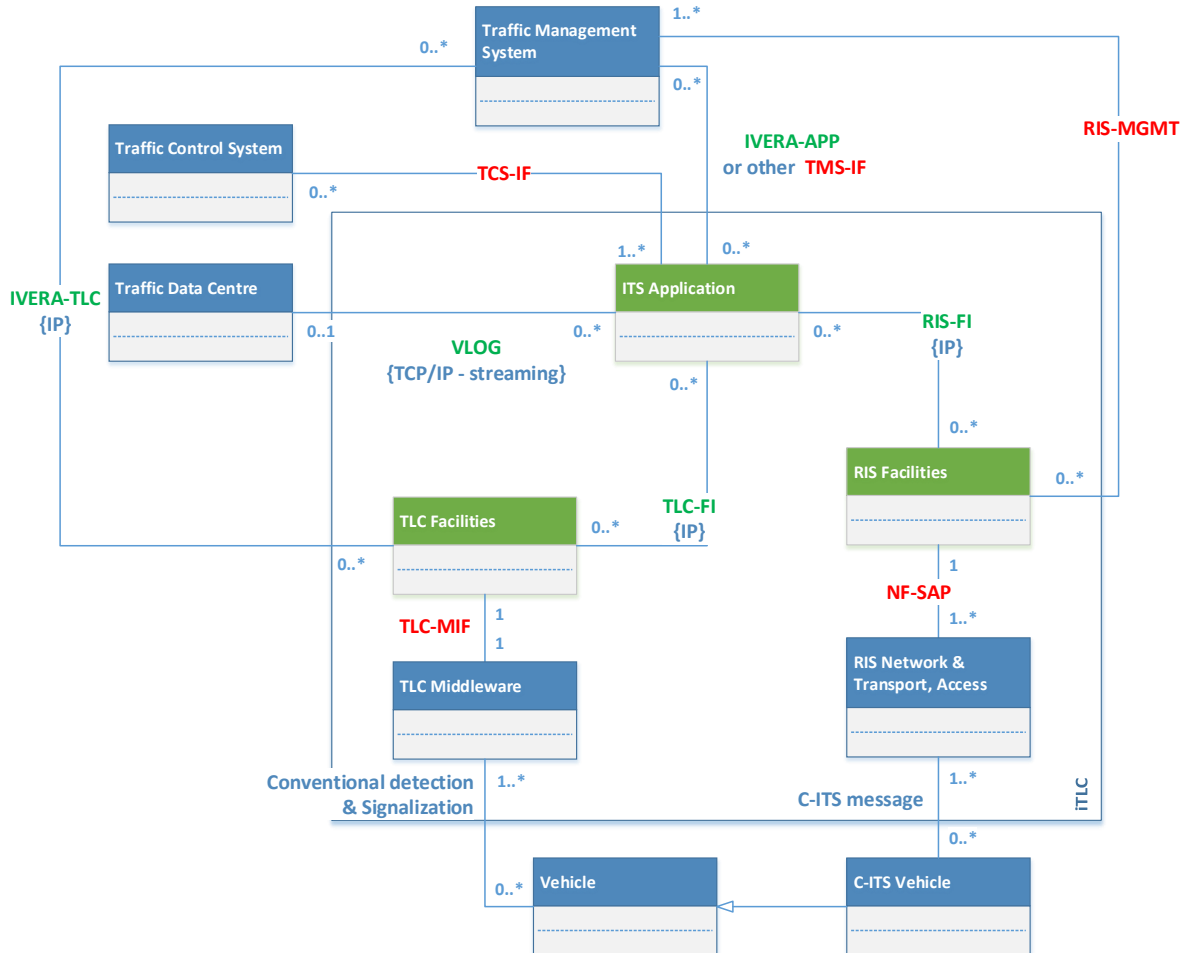 1..*
Traffic Management
System
0..*
0..*
RIS-MGMT
Traffic Control System
IVERA-APP
or other TMS-IF
TCS-IF
0..*
1..*
0..*
Traffic Data Centre
ITS Application
IVERA-TLC
{IP}
0..1
0..*
0..*
RIS-FI
{IP}
VLOG
{TCP/IP - streaming}
0..*
0..*
RIS Facilities
0..*
TLC Facilities
0..*
TLC-FI
{IP}
0..*
1
NF-SAP
1..*
1
TLC-MIF
1
RIS Network &
Transport, Access
TLC Middleware
Conventional detection
& Signalization
1..*
1..*
C-ITS message
iTLC
0..*
0..*
Vehicle
C-ITS Vehicle